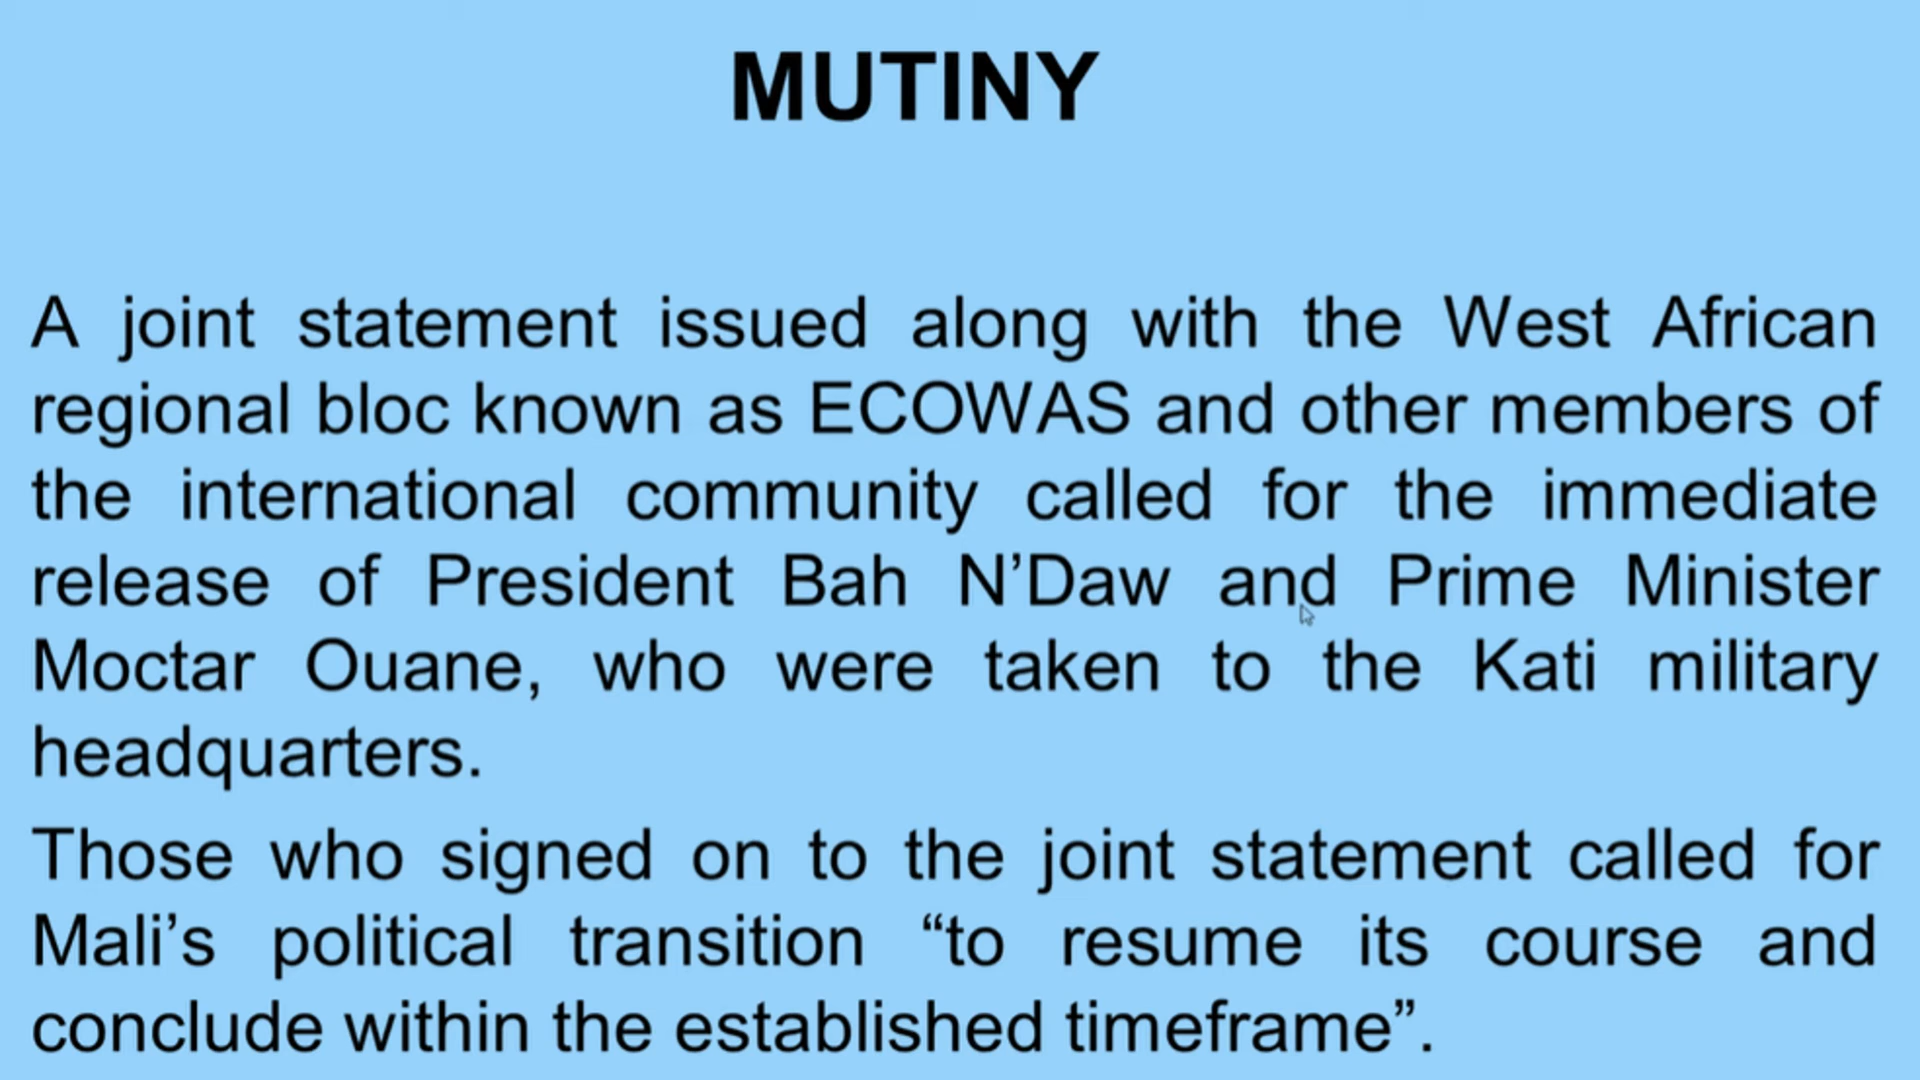 MUTINY
A joint statement issued along with the West African
regional bloc known as ECOWAS and other members of
the international community called for the immediate
release of President Bah N’Daw and Prime Minister
Moctar Ouane, who were taken to the Kati military
headquarters.
Those who signed on to the joint statement called for
Mali’s political transition “to resume its course and
conclude within the established timeframe”.